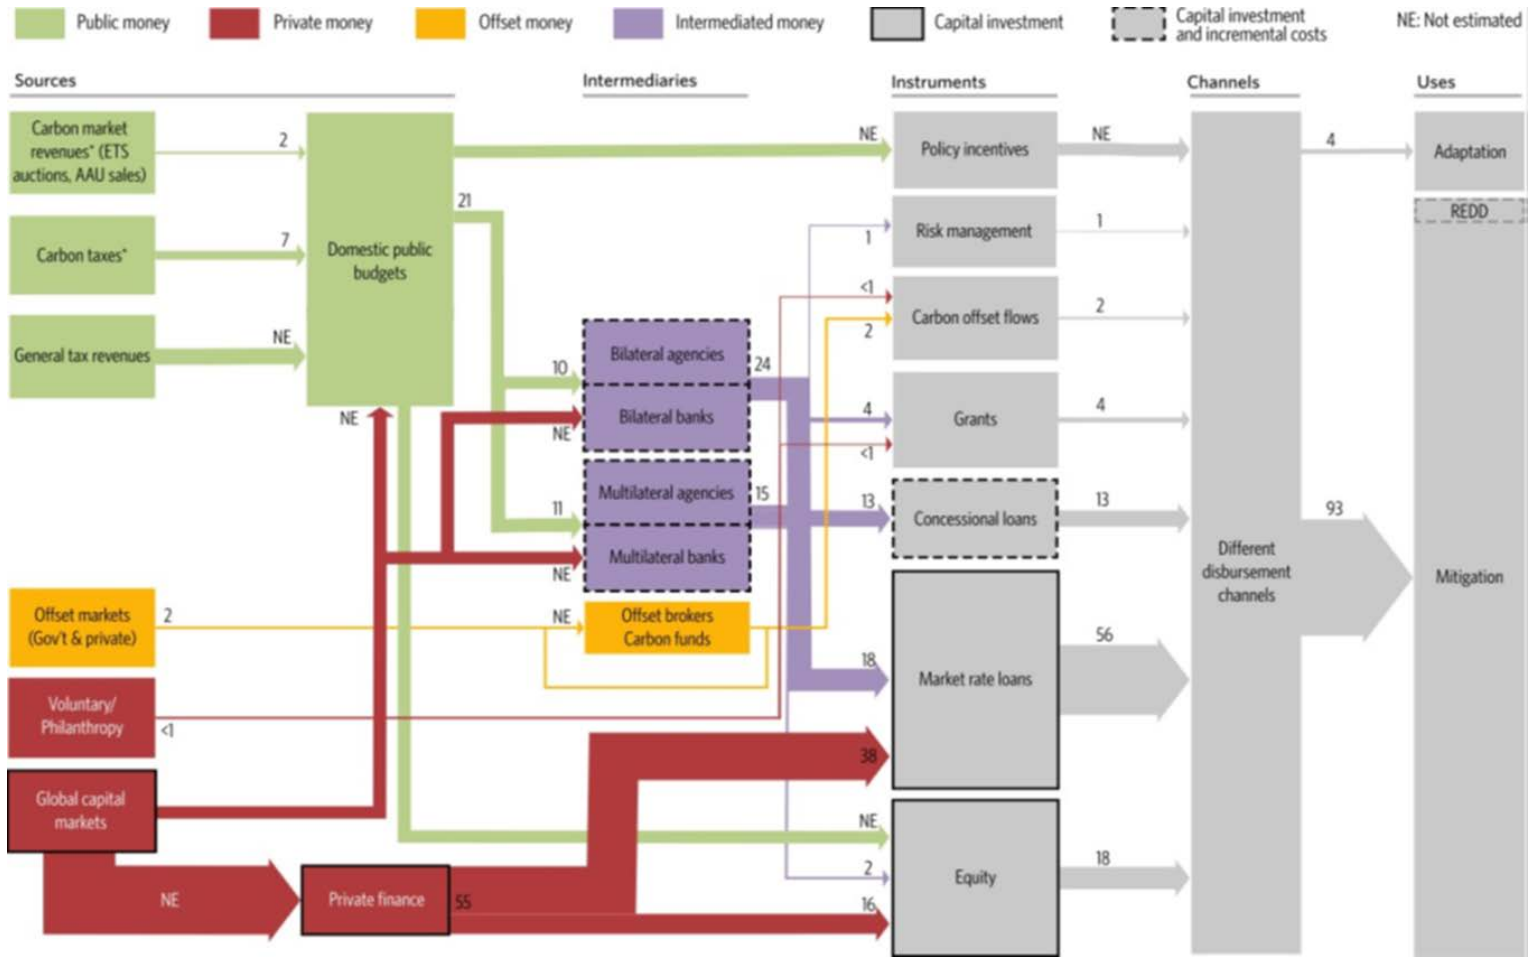 Public money
Private money
Offset money
Intermediated money
Capital investment
Capital investment
and incremental costs
NE: Not estimated
Sources
Intermediaries
Instruments
Channels
Uses
Carbon market
revenues* (ETS
auctions, AAU sales)
2
Carbon taxes*
7
General tax revenues
NE
Domestic public
budgets
21
NE
NE
10
Bilateral agencies
24
Bilateral banks
NE
11
Multilateral agencies
15
Multilateral banks
NE
Offset markets
(Gov't & private)
2
NE
Offset brokers
Carbon funds
Voluntary/
Philanthropy
<1
Global capital
markets
NE
Private finance
55
Policy incentives
NE
1
Risk management
1
<1
2
Carbon offset flows
2
4
<1
Grants
4
13
Concessional loans
13
18
38
Market rate loans
56
NE
2
16
Equity
18
Different
disbursement
channels
4
Adaptation
REDD
93
Mitigation